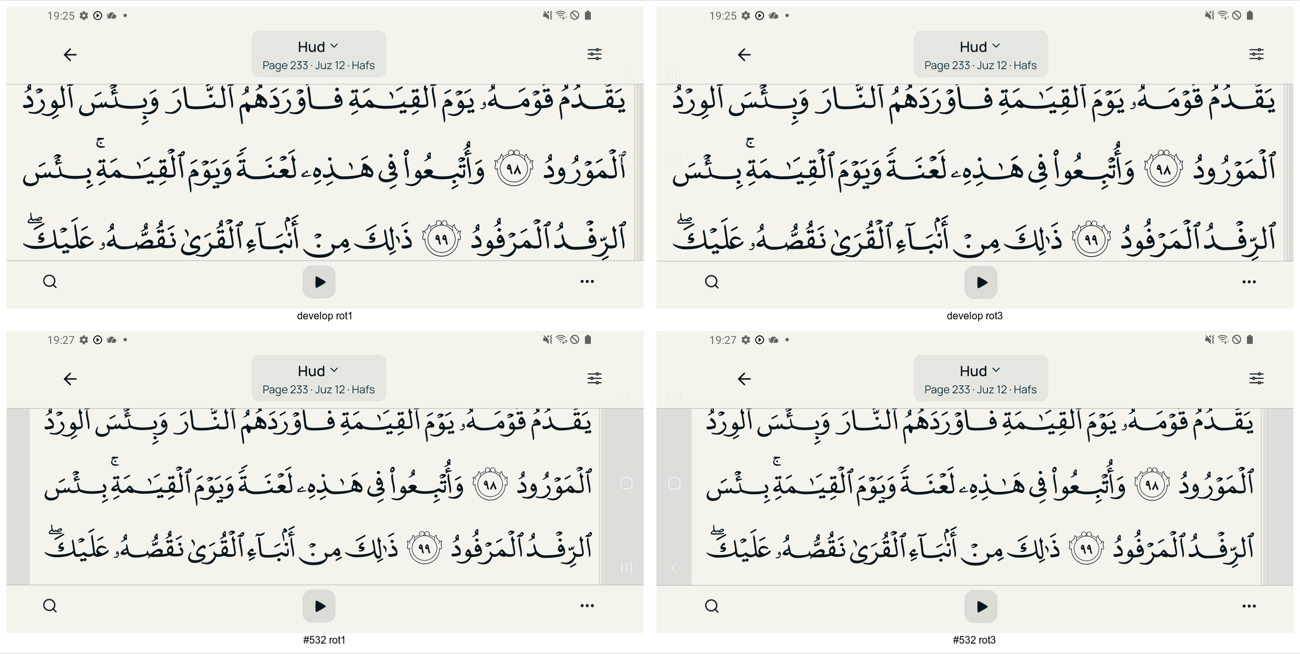 19:25
Hud
Page 233 · Juz 12 · Hafs
يَقْدُمُ قَوْمَهُۥ يَوْمَ ٱلْقِيَـٰمَةِ فَأَوْرَدَهُمُ ٱلنَّارَ وَبِئْسَ ٱلْوِرْدُ
ٱلْمَوْرُودُ ٩٨ وَأُتْبِعُوا۟ فِى هَـٰذِهِۦ لَعْنَةً وَيَوْمَ ٱلْقِيَـٰمَةِ ۚ بِئْسَ
ٱلرِّفْدُ ٱلْمَرْفُودُ ٩٩ ذَٰلِكَ مِنْ أَنۢبَآءِ ٱلْقُرَىٰ نَقُصُّهُۥ عَلَيْكَ ۖ
develop rot1
19:25
Hud
Page 233 · Juz 12 · Hafs
يَقْدُمُ قَوْمَهُۥ يَوْمَ ٱلْقِيَـٰمَةِ فَأَوْرَدَهُمُ ٱلنَّارَ وَبِئْسَ ٱلْوِرْدُ
ٱلْمَوْرُودُ ٩٨ وَأُتْبِعُوا۟ فِى هَـٰذِهِۦ لَعْنَةً وَيَوْمَ ٱلْقِيَـٰمَةِ ۚ بِئْسَ
ٱلرِّفْدُ ٱلْمَرْفُودُ ٩٩ ذَٰلِكَ مِنْ أَنۢبَآءِ ٱلْقُرَىٰ نَقُصُّهُۥ عَلَيْكَ ۖ
develop rot3
19:27
Hud
Page 233 · Juz 12 · Hafs
يَقْدُمُ قَوْمَهُۥ يَوْمَ ٱلْقِيَـٰمَةِ فَأَوْرَدَهُمُ ٱلنَّارَ وَبِئْسَ ٱلْوِرْدُ
ٱلْمَوْرُودُ ٩٨ وَأُتْبِعُوا۟ فِى هَـٰذِهِۦ لَعْنَةً وَيَوْمَ ٱلْقِيَـٰمَةِ ۚ بِئْسَ
ٱلرِّفْدُ ٱلْمَرْفُودُ ٩٩ ذَٰلِكَ مِنْ أَنۢبَآءِ ٱلْقُرَىٰ نَقُصُّهُۥ عَلَيْكَ ۖ
#532 rot1
19:27
Hud
Page 233 · Juz 12 · Hafs
يَقْدُمُ قَوْمَهُۥ يَوْمَ ٱلْقِيَـٰمَةِ فَأَوْرَدَهُمُ ٱلنَّارَ وَبِئْسَ ٱلْوِرْدُ
ٱلْمَوْرُودُ ٩٨ وَأُتْبِعُوا۟ فِى هَـٰذِهِۦ لَعْنَةً وَيَوْمَ ٱلْقِيَـٰمَةِ ۚ بِئْسَ
ٱلرِّفْدُ ٱلْمَرْفُودُ ٩٩ ذَٰلِكَ مِنْ أَنۢبَآءِ ٱلْقُرَىٰ نَقُصُّهُۥ عَلَيْكَ ۖ
#532 rot3